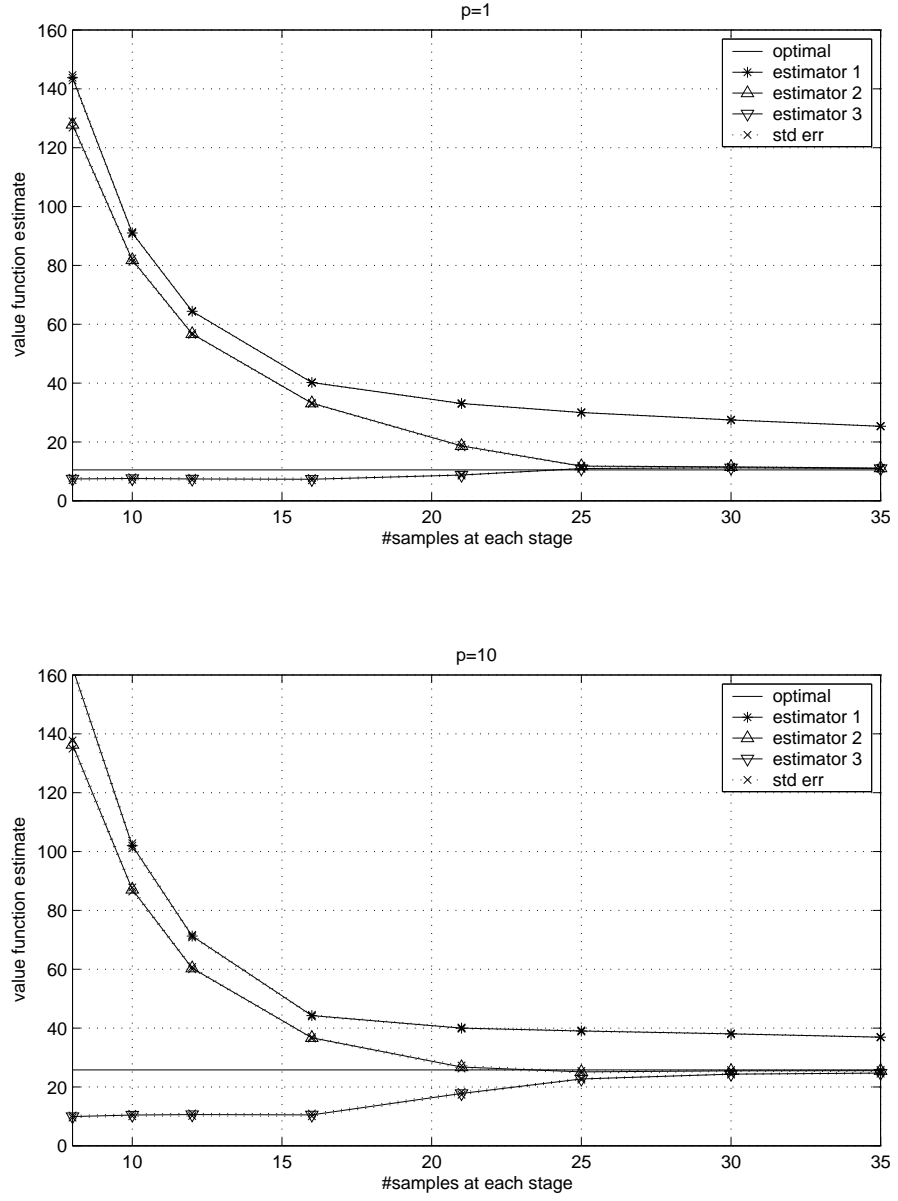 p=1
160
140
120
100
80
60
40
20
0
value function estimate
optimal
estimator 1
estimator 2
estimator 3
std err
10
15
20
25
30
35
#samples at each stage
p=10
160
140
120
100
80
60
40
20
0
value function estimate
optimal
estimator 1
estimator 2
estimator 3
std err
10
15
20
25
30
35
#samples at each stage